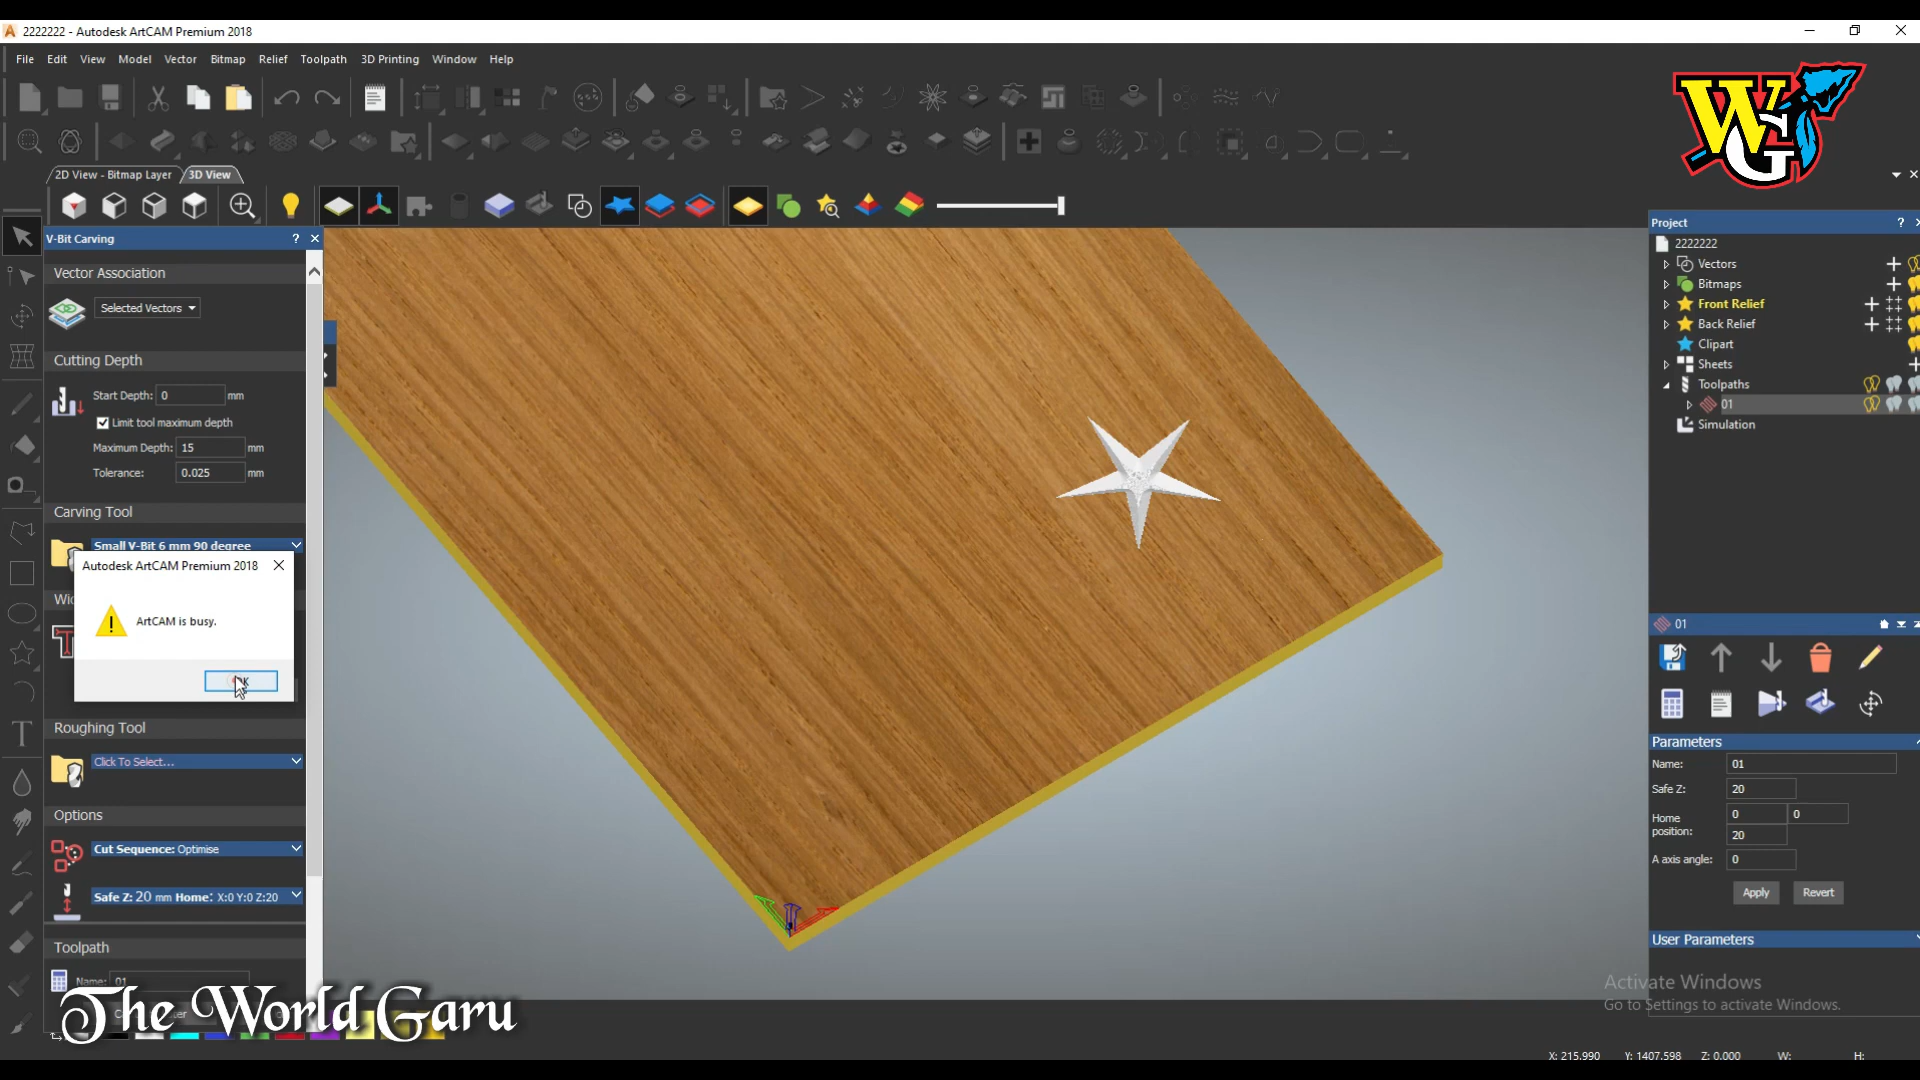 2222222 - Autodesk ArtCAM Premium 2018
File Edit View Model Vector Bitmap Relief Toolpath 3D Printing Window Help
WGS
2D View - Bitmap Layer 3D View
V-Bit Carving ?
Vector Association
Selected Vectors
Cutting Depth
Start Depth: 0 mm
Limit tool maximum depth
Maximum Depth: 15 mm
Tolerance: 0.025 mm
Carving Tool
Small V-Bit 6 mm 90 degree
Autodesk ArtCAM Premium 2018
ArtCAM is busy.
Roughing Tool
Click To Select...
Options
Cut Sequence: Optimise
Safe Z: 20 mm Home: X:0 Y:0 Z:20
Toolpath
Name: 01
The World Garu
Project ?
2222222
Vectors
Bitmaps
Front Relief
Back Relief
Clipart
Sheets
Toolpaths
01
Simulation
01
Parameters
Name: 01
Safe Z: 20
Home position: 0 0
20
A axis angle: 0
Apply Revert
User Parameters
Activate Windows
Go to Settings to activate Windows.
X: 215.990 Y: 1407.598 Z: 0.000 W: H: